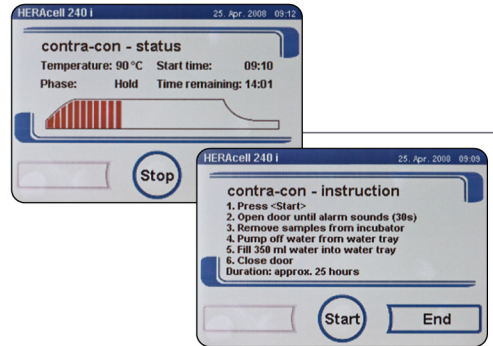 HERAcell 240 i 25. Apr. 2008 09:12
contra-con - status
Temperature: 90 °C Start time: 09:10
Phase: Hold Time remaining: 14:01
Stop
HERAcell 240 i 25. Apr. 2008 09:09
contra-con - instruction
1. Press <Start>
2. Open door until alarm sounds (30s)
3. Remove samples from incubator
4. Pump off water from water tray
5. Fill 350 ml water into water tray
6. Close door
Duration: approx. 25 hours
Start
End